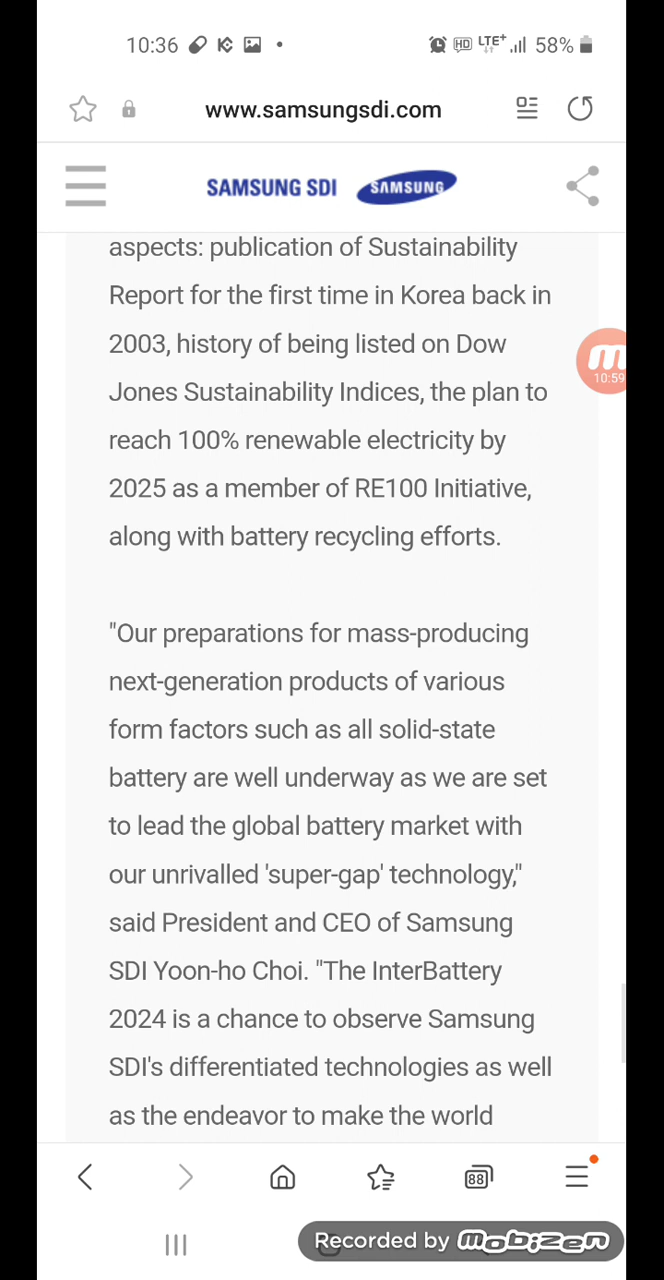 10:36
HD LTE+ 58%
www.samsungsdi.com
SAMSUNG SDI SAMSUNG
aspects: publication of Sustainability
Report for the first time in Korea back in
2003, history of being listed on Dow
m
10:59
Jones Sustainability Indices, the plan to
reach 100% renewable electricity by
2025 as a member of RE100 Initiative,
along with battery recycling efforts.
"Our preparations for mass-producing
next-generation products of various
form factors such as all solid-state
battery are well underway as we are set
to lead the global battery market with
our unrivalled 'super-gap' technology,"
said President and CEO of Samsung
SDI Yoon-ho Choi. "The InterBattery
2024 is a chance to observe Samsung
SDI's differentiated technologies as well
as the endeavor to make the world
88
Recorded by mobizen